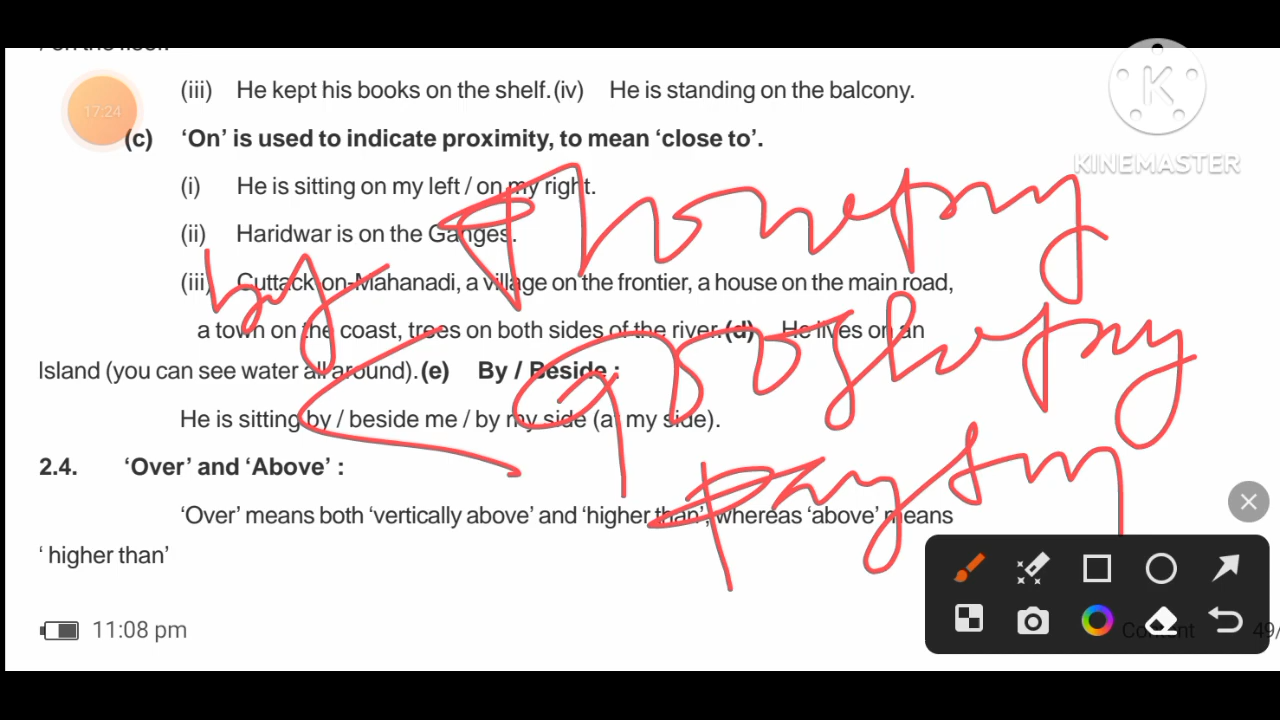 (iii) He kept his books on the shelf. (iv) He is standing on the balcony.
17:24
KINEMASTER
(c) ‘On’ is used to indicate proximity, to mean ‘close to’.
(i) He is sitting on my left / on my right.
(ii) Haridwar is on the Ganges.
Phonepay
by
(iii) Cuttack on-Mahanadi, a village on the frontier, a house on the main road,
a town on the coast, trees on both sides of the river. (d) He lives on an
Island (you can see water all around). (e) By / Beside :
He is sitting by / beside me / by my side (at my side).
2.4. ‘Over’ and ‘Above’ :
paytm
‘Over’ means both ‘vertically above’ and ‘higher than’, whereas ‘above’ means
‘ higher than’
11:08 pm
Content 49/